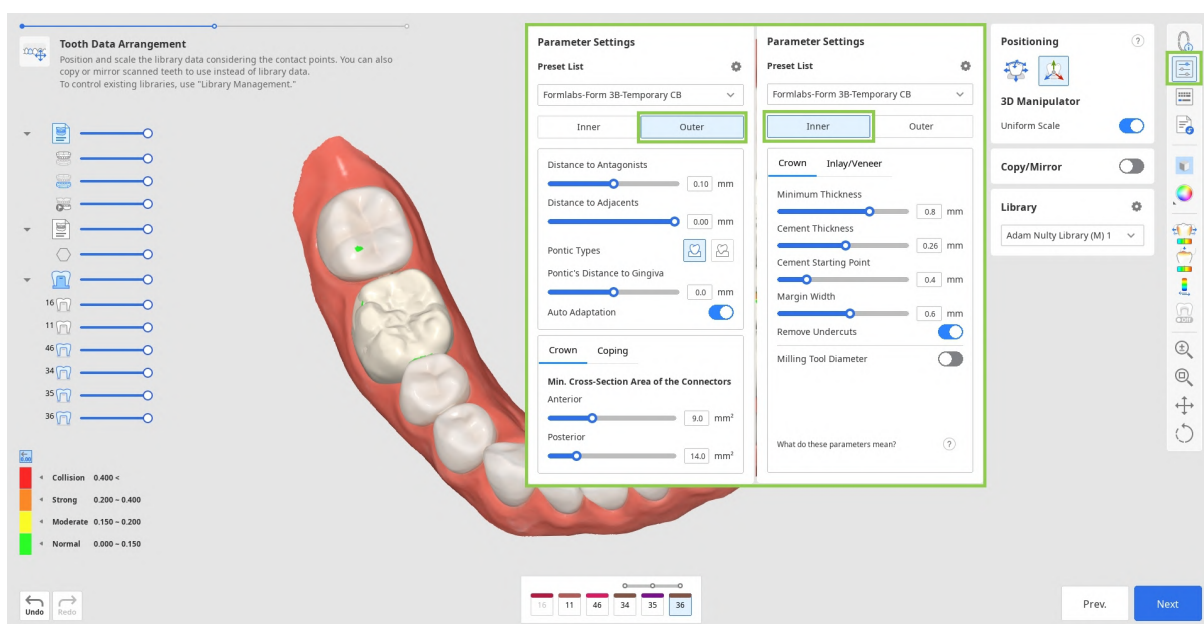 Tooth Data Arrangement
Position and scale the library data considering the contact points. You can also
copy or mirror scanned teeth to use instead of library data.
To control existing libraries, use "Library Management."
16
11
46
34
35
36
0.00
Collision 0.400 <
Strong 0.200 ~ 0.400
Moderate 0.150 ~ 0.200
Normal 0.000 ~ 0.150
Undo
Redo
Parameter Settings
Preset List
Formlabs-Form 3B-Temporary CB
Inner Outer
Distance to Antagonists
0.10 mm
Distance to Adjacents
0.00 mm
Pontic Types
Pontic's Distance to Gingiva
0.0 mm
Auto Adaptation
Crown Coping
Min. Cross-Section Area of the Connectors
Anterior
9.0 mm²
Posterior
14.0 mm²
Parameter Settings
Preset List
Formlabs-Form 3B-Temporary CB
Inner Outer
Crown Inlay/Veneer
Minimum Thickness
0.8 mm
Cement Thickness
0.26 mm
Cement Starting Point
0.4 mm
Margin Width
0.6 mm
Remove Undercuts
Milling Tool Diameter
What do these parameters mean? ?
Positioning ?
3D Manipulator
Uniform Scale
Copy/Mirror
Library
Adam Nulty Library (M) 1
16 11 46 34 35 36
Prev. Next